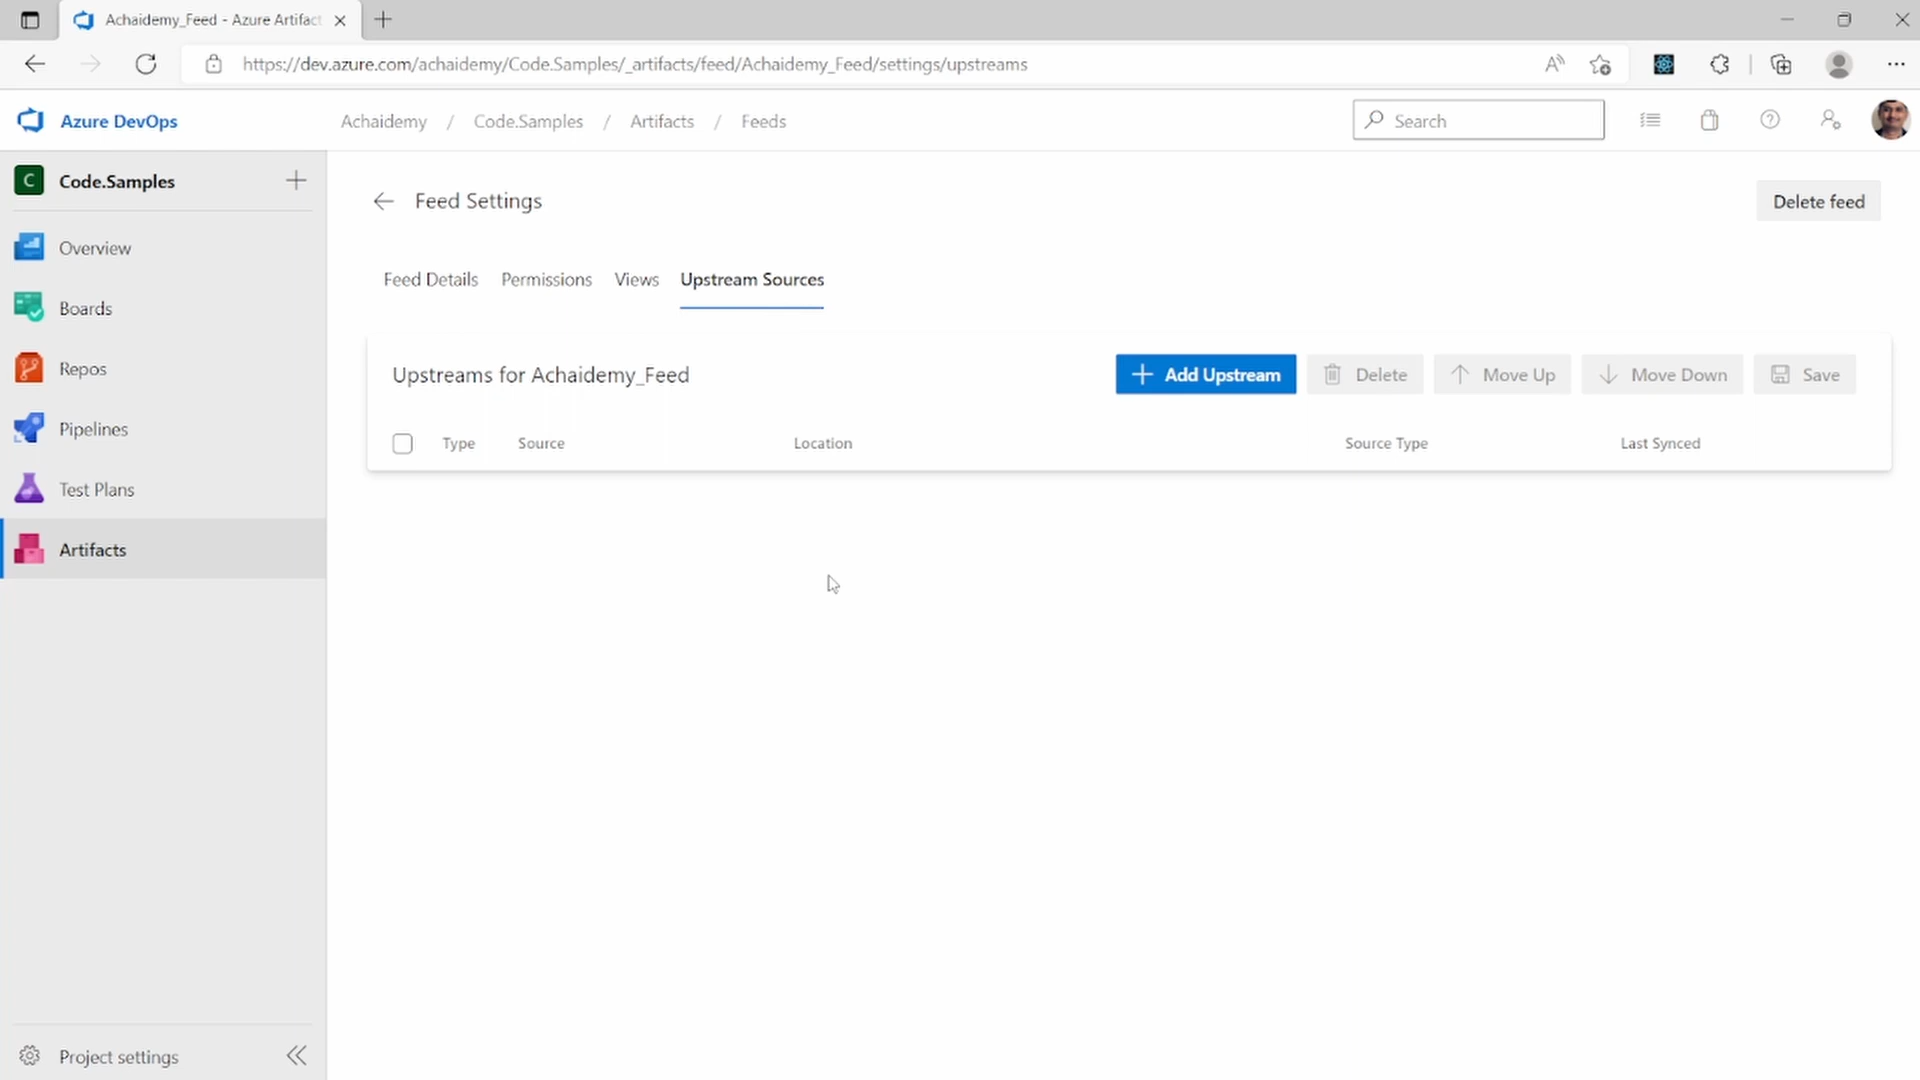 Achaidemy_Feed - Azure Artifact
https://dev.azure.com/achaidemy/Code.Samples/_artifacts/feed/Achaidemy_Feed/settings/upstreams
Azure DevOps
Achaidemy / Code.Samples / Artifacts / Feeds
Search
C Code.Samples
Feed Settings
Delete feed
Overview
Boards
Repos
Pipelines
Test Plans
Artifacts
Feed Details Permissions Views Upstream Sources
Upstreams for Achaidemy_Feed
Add Upstream Delete Move Up Move Down Save
Type Source Location Source Type Last Synced
Project settings